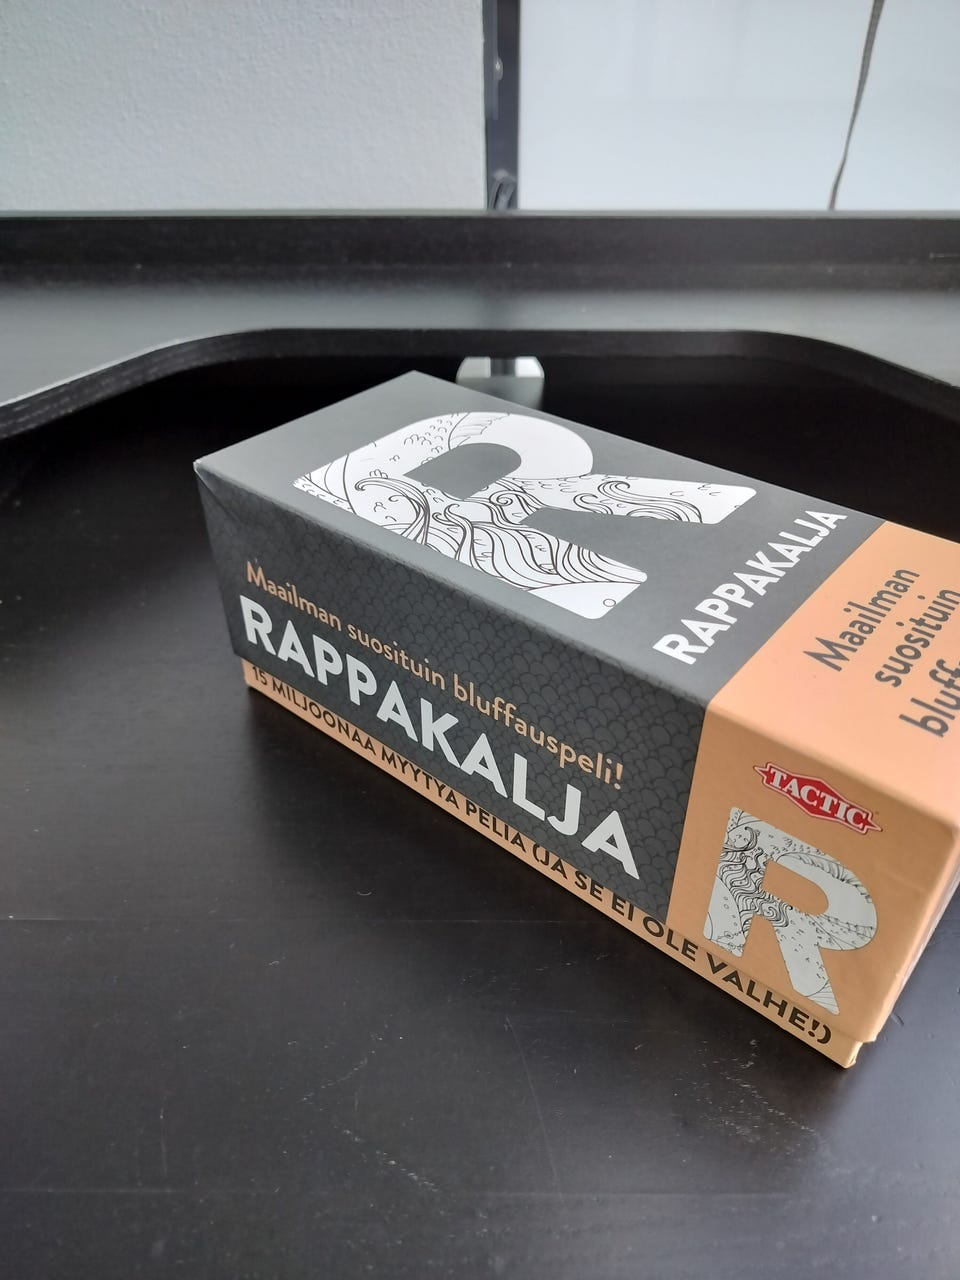 R
RAPPAKALJA
Maailman
suosituin
Maailman suosituin bluffauspeli!
RAPPAKALJA
15 MILJOONAA MYYTYÄ PELIÄ (JA SE EI OLE VALHE!)
TACTIC
R